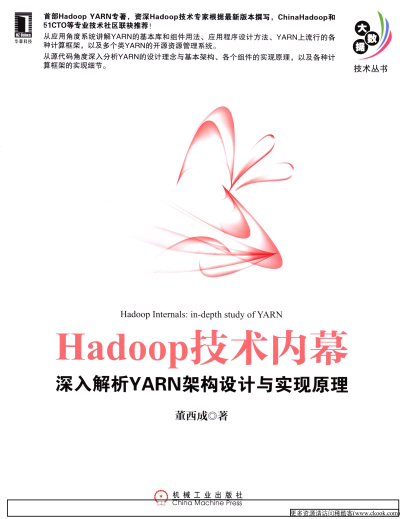 首部Hadoop YARN专著，资深Hadoop技术专家根据最新版本撰写，ChinaHadoop和
51CTO等专业技术社区联袂推荐！
从应用角度系统讲解YARN的基本库和组件用法、应用程序设计方法、YARN上流行的各
种计算框架，以及多个类YARN的开源资源管理系统。
从源代码角度深入分析YARN的设计理念与基本架构、各个组件的实现原理，以及各种计
算框架的实现细节。
华章科技
大数据
技术丛书
Hadoop Internals: in-depth study of YARN
Hadoop技术内幕
深入解析YARN架构设计与实现原理
董西成◎著
机械工业出版社
China Machine Press
更多资源请访问稀酷客(www.ckook.com)